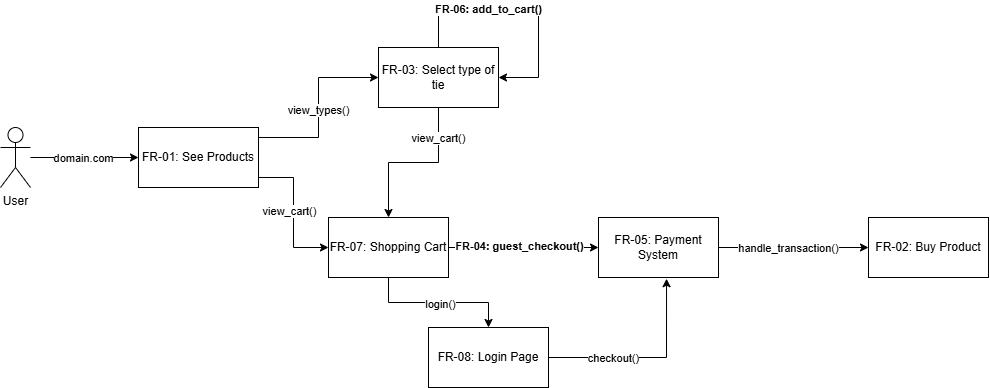 FR-06: add_to_cart()
FR-03: Select type of
tie
view_types()
view_cart()
domain.com
FR-01: See Products
User
view_cart()
FR-07: Shopping Cart
FR-04: guest_checkout()
FR-05: Payment
System
handle_transaction()
FR-02: Buy Product
login()
FR-08: Login Page
checkout()